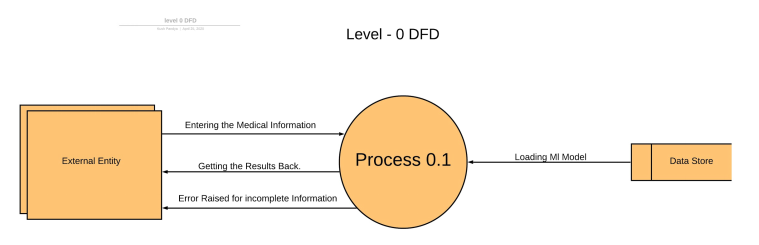 level 0 DFD
Level - 0 DFD
Entering the Medical Information
External Entity
Process 0.1
Getting the Results Back.
Loading Ml Model
Data Store
Error Raised for incomplete Information